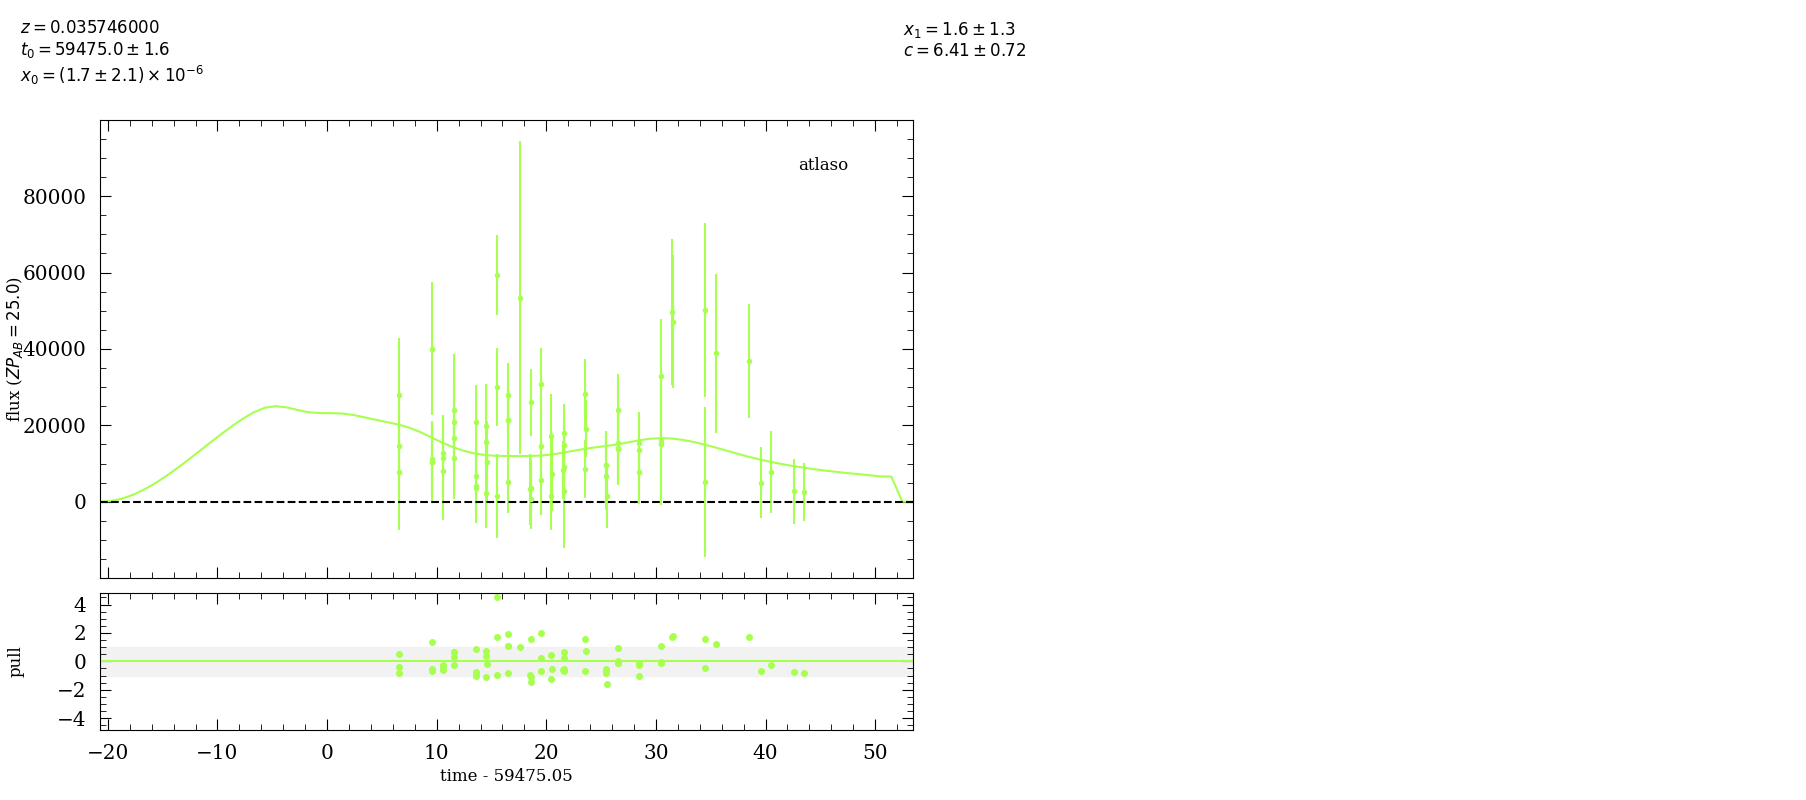 z = 0.035746000
t₀ = 59475.0 ± 1.6
x₀ = (1.7 ± 2.1) × 10⁻⁶
x₁ = 1.6 ± 1.3
c = 6.41 ± 0.72
atlaso
80000
60000
40000
20000
0
flux (ZP_AB = 25.0)
4
2
0
−2
−4
pull
−20 −10 0 10 20 30 40 50
time - 59475.05